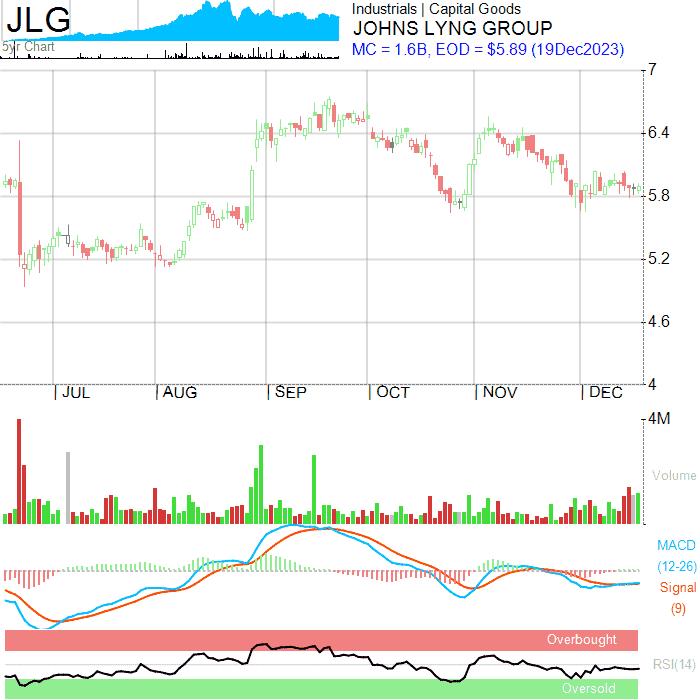 JLG
5yr Chart
Industrials | Capital Goods
JOHNS LYNG GROUP
MC = 1.6B, EOD = $5.89 (19Dec2023)
7
6.4
5.8
5.2
4.6
4
| JUL | AUG | SEP | OCT | NOV | DEC
4M
Volume
MACD
(12-26)
Signal
(9)
Overbought
RSI(14)
Oversold